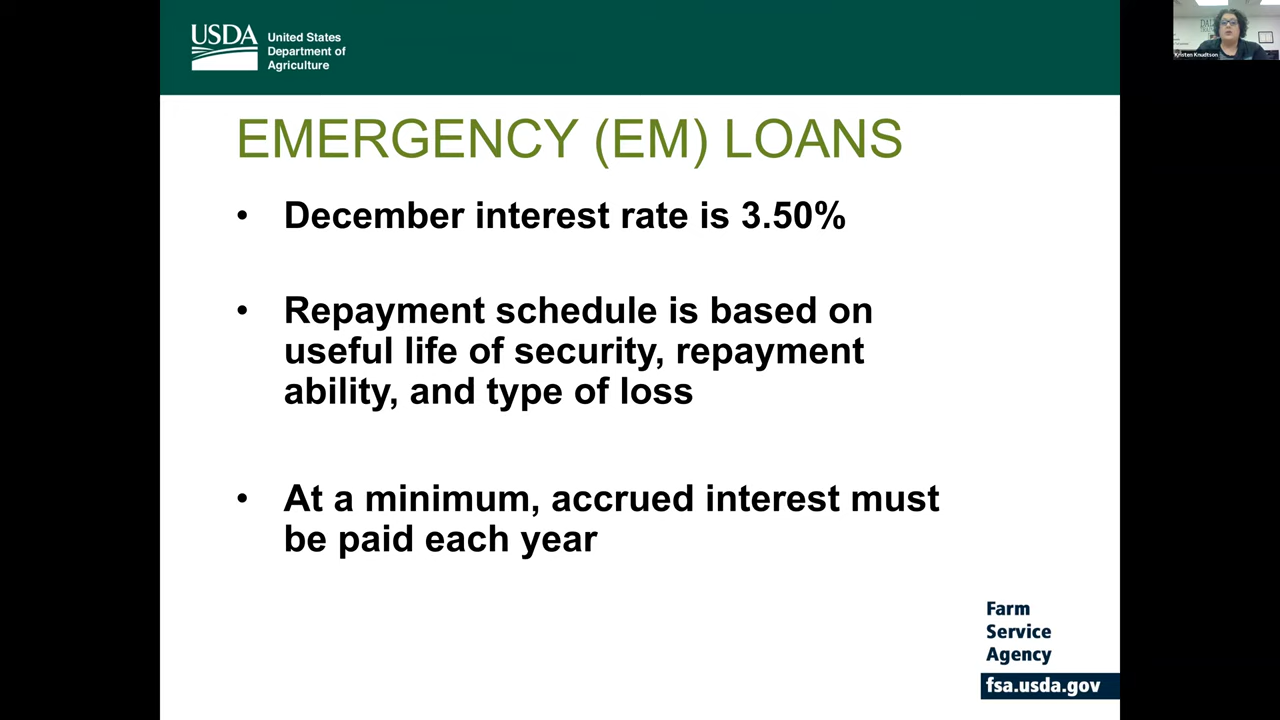 USDA
United States
Department of
Agriculture
EMERGENCY (EM) LOANS
• December interest rate is 3.50%
• Repayment schedule is based on
useful life of security, repayment
ability, and type of loss
• At a minimum, accrued interest must
be paid each year
Farm
Service
Agency
fsa.usda.gov
Kristen Knudtson